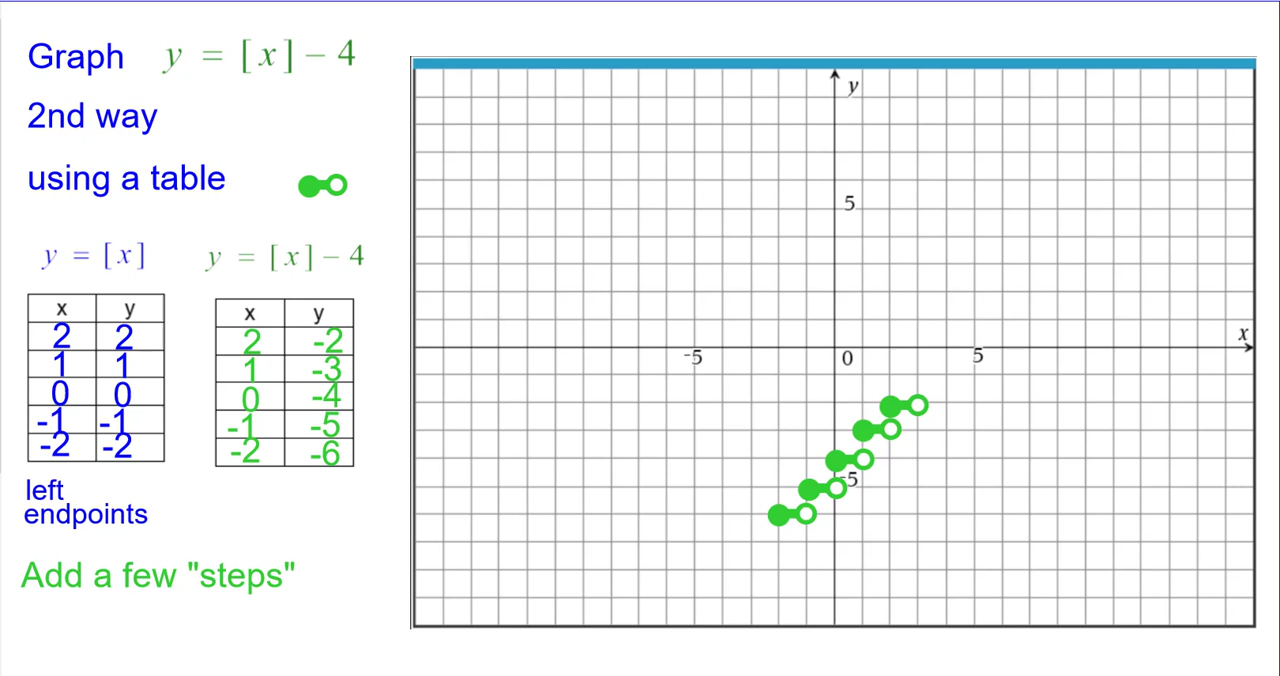 Graph y = [x] − 4
2nd way
using a table
y = [x]
x y
2 2
1 1
0 0
-1 -1
-2 -2
left
endpoints
y = [x] − 4
x y
2 -2
1 -3
0 -4
-1 -5
-2 -6
Add a few "steps"
y
5
x
-5 0 5
-5